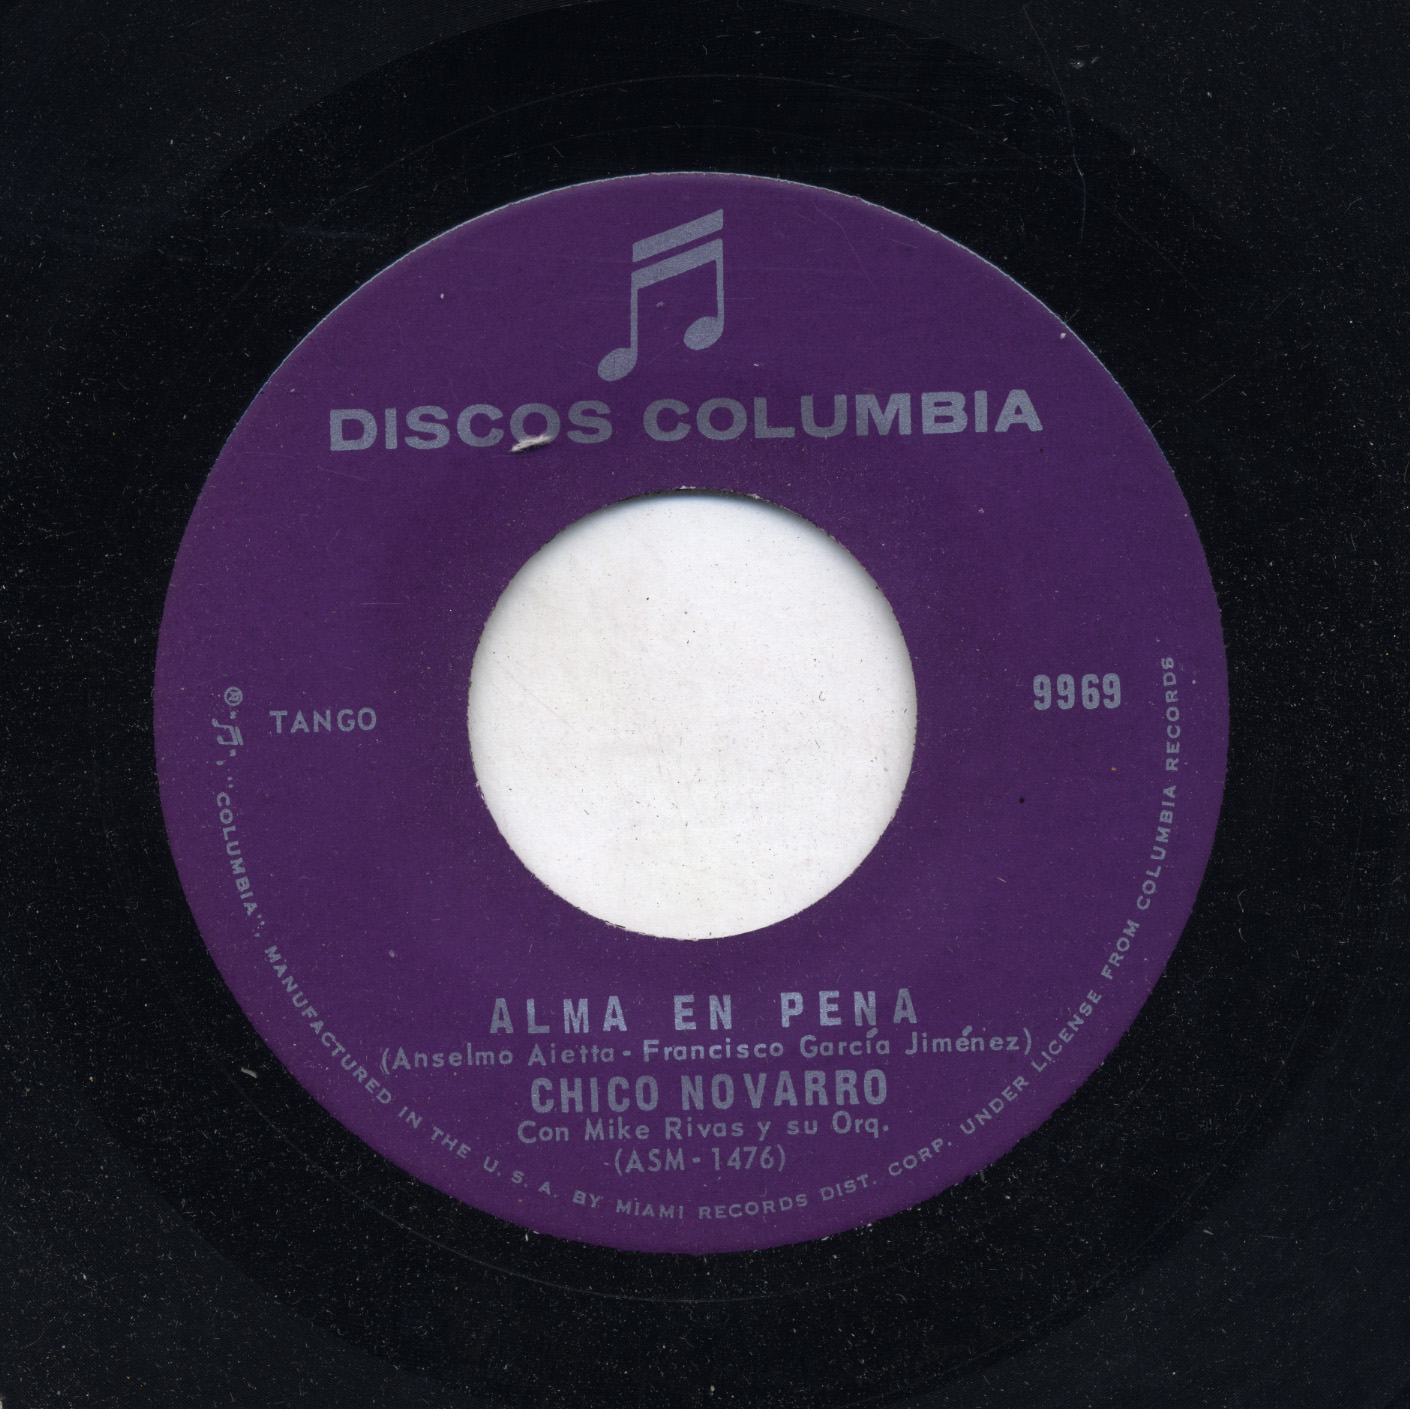 DISCOS COLUMBIA
TANGO
9969
ALMA EN PENA
(Anselmo Aietta - Francisco García Jiménez)
CHICO NOVARRO
Con Mike Rivas y su Orq.
(ASM - 1476)
® "♫", "COLUMBIA", MANUFACTURED IN THE U. S. A. BY MIAMI RECORDS DIST. CORP. UNDER LICENSE FROM COLUMBIA RECORDS